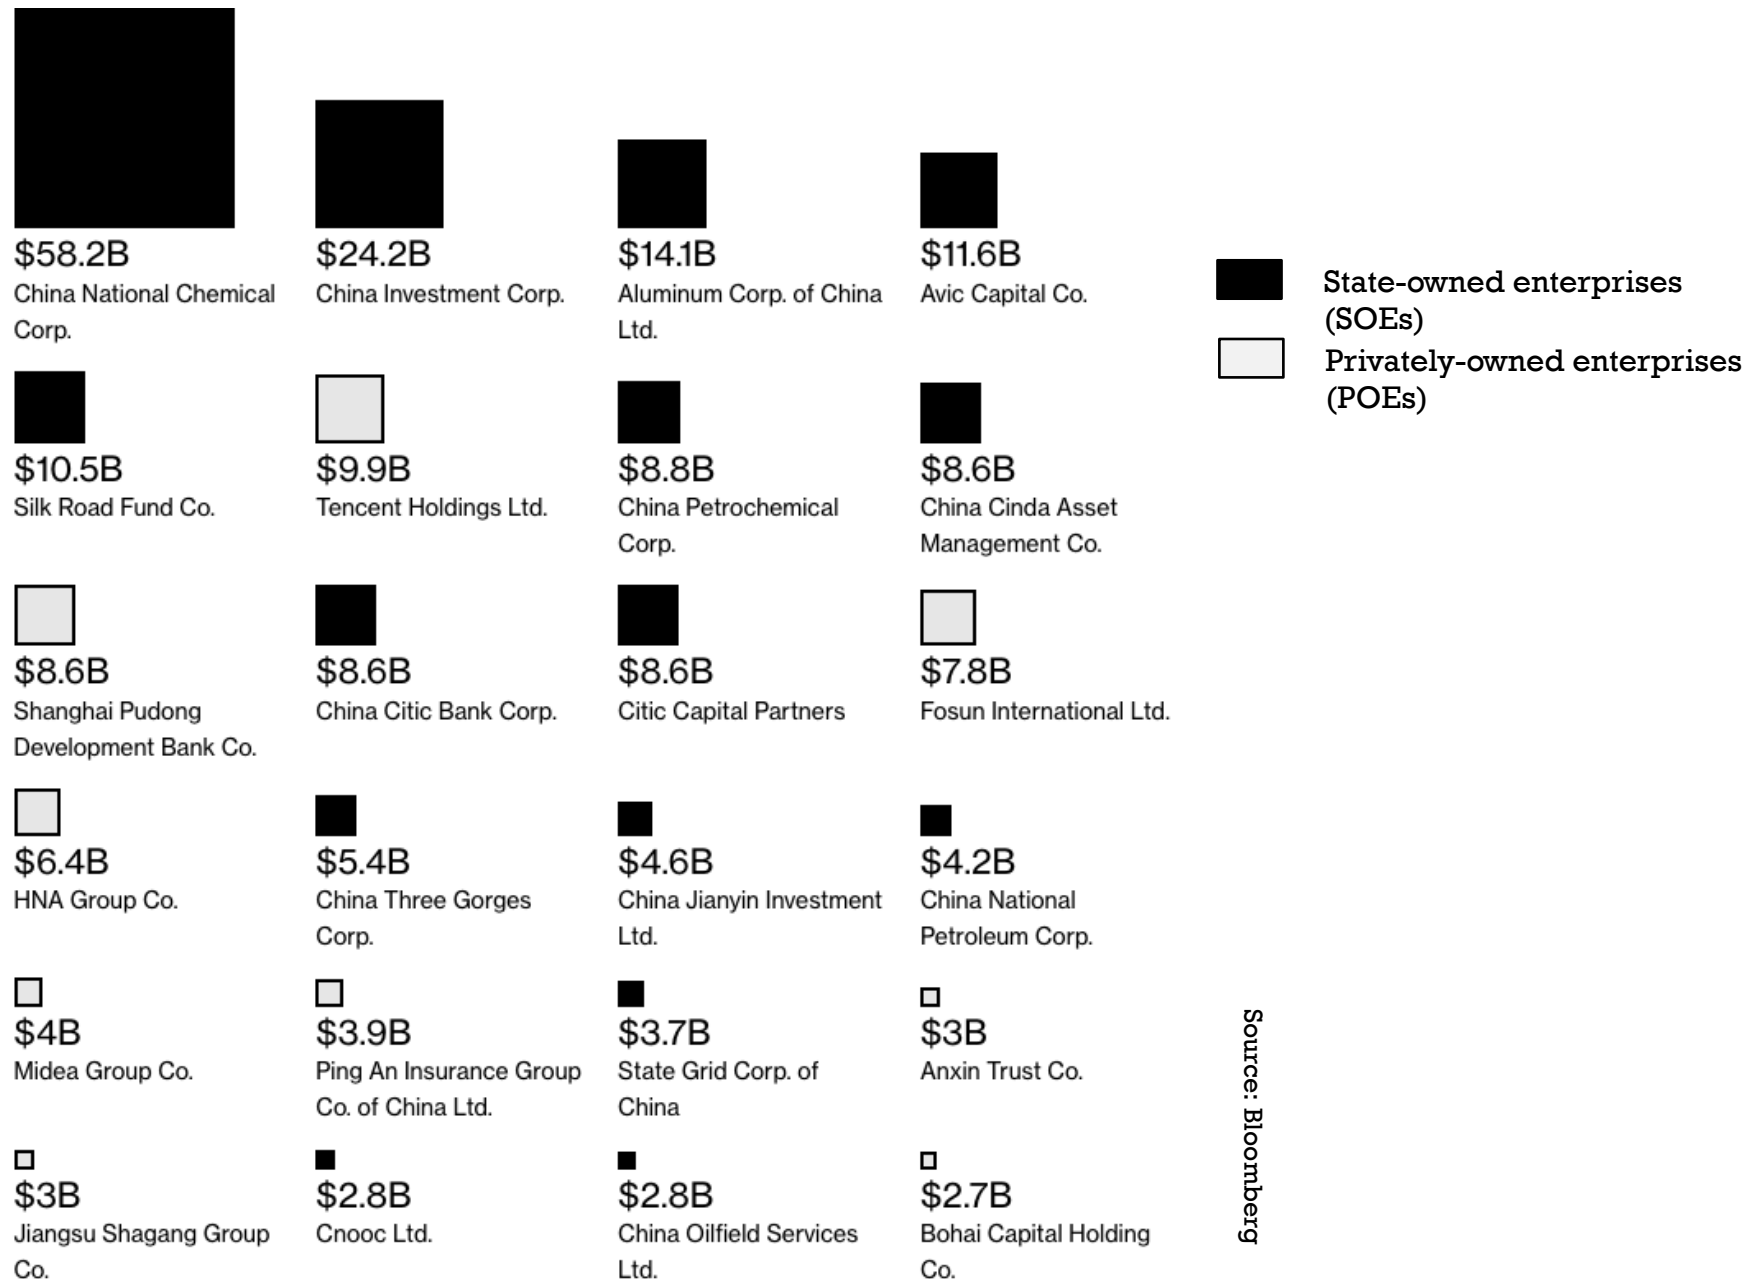 $58.2B
China National Chemical
Corp.
$24.2B
China Investment Corp.
$14.1B
Aluminum Corp. of China
Ltd.
$11.6B
Avic Capital Co.
State-owned enterprises
(SOEs)
Privately-owned enterprises
(POEs)
$10.5B
Silk Road Fund Co.
$9.9B
Tencent Holdings Ltd.
$8.8B
China Petrochemical
Corp.
$8.6B
China Cinda Asset
Management Co.
$8.6B
Shanghai Pudong
Development Bank Co.
$8.6B
China Citic Bank Corp.
$8.6B
Citic Capital Partners
$7.8B
Fosun International Ltd.
$6.4B
HNA Group Co.
$5.4B
China Three Gorges
Corp.
$4.6B
China Jianyin Investment
Ltd.
$4.2B
China National
Petroleum Corp.
$4B
Midea Group Co.
$3.9B
Ping An Insurance Group
Co. of China Ltd.
$3.7B
State Grid Corp. of
China
$3B
Anxin Trust Co.
$3B
Jiangsu Shagang Group
Co.
$2.8B
Cnooc Ltd.
$2.8B
China Oilfield Services
Ltd.
$2.7B
Bohai Capital Holding
Co.
Source: Bloomberg